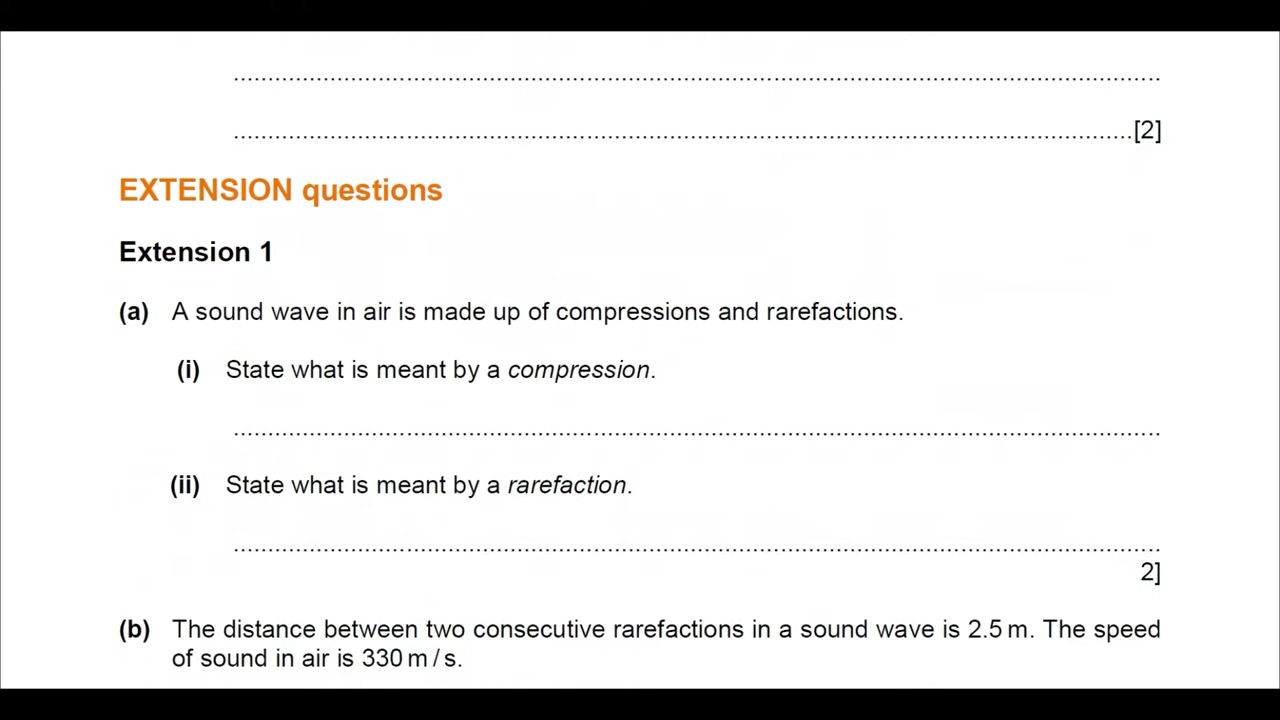 [2]
EXTENSION questions
Extension 1
(a) A sound wave in air is made up of compressions and rarefactions.
(i) State what is meant by a compression.
(ii) State what is meant by a rarefaction.
2]
(b) The distance between two consecutive rarefactions in a sound wave is 2.5 m. The speed
of sound in air is 330 m / s.